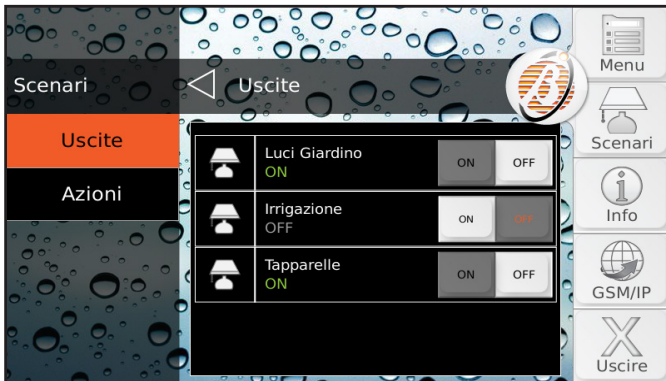 Scenari
Uscite
Azioni
Uscite
Luci Giardino
ON
ON
OFF
Irrigazione
OFF
ON
OFF
Tapparelle
ON
ON
OFF
Menu
Scenari
Info
GSM/IP
Uscire